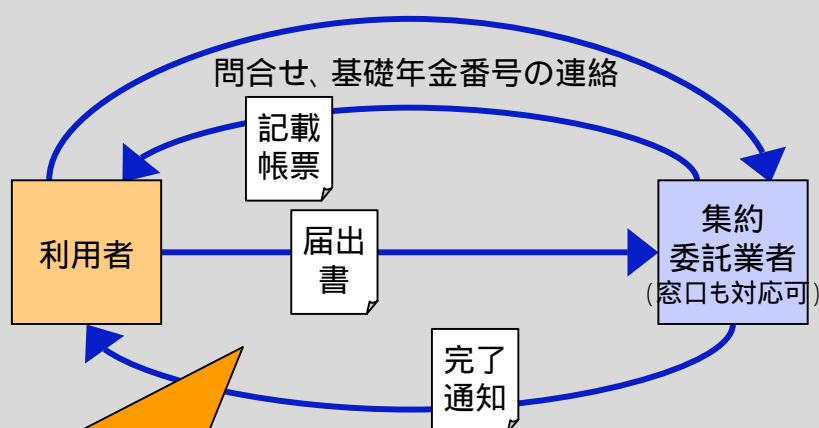 問合せ、基礎年金番号の連絡
記載
帳票
利用者
届出
書
集約
委託業者
(窓口も対応可)
完了
通知